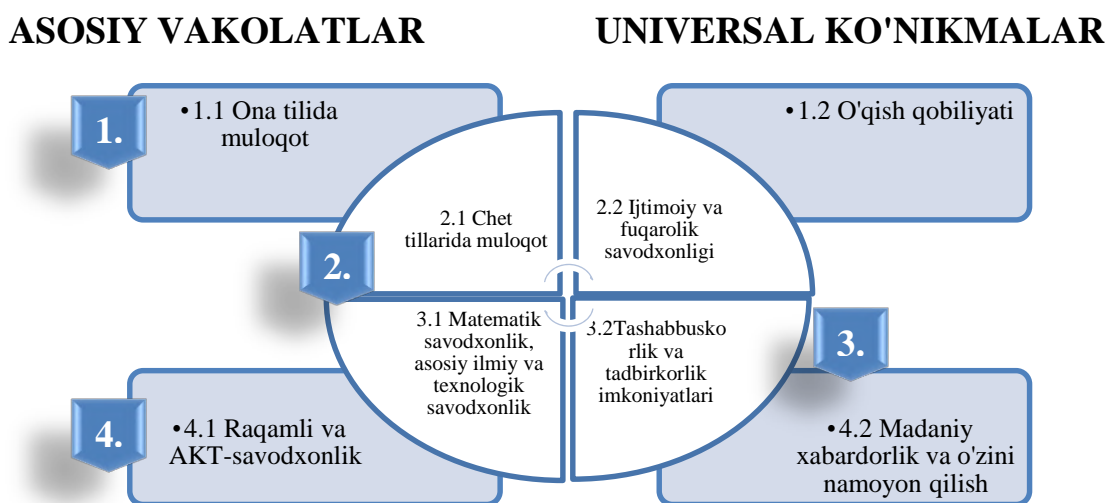 ASOSIY VAKOLATLAR
UNIVERSAL KO'NIKMALAR
1.
•1.1 Ona tilida
muloqot
•1.2 O'qish qobiliyati
2.
2.1 Chet
tillarida muloqot
2.2 Ijtimoiy va
fuqarolik
savodxonligi
3.1 Matematik
savodxonlik,
asosiy ilmiy va
texnologik
savodxonlik
3.2Tashabbusko
rlik va
tadbirkorlik
imkoniyatlari
3.
4.
•4.1 Raqamli va
AKT-savodxonlik
•4.2 Madaniy
xabardorlik va o'zini
namoyon qilish